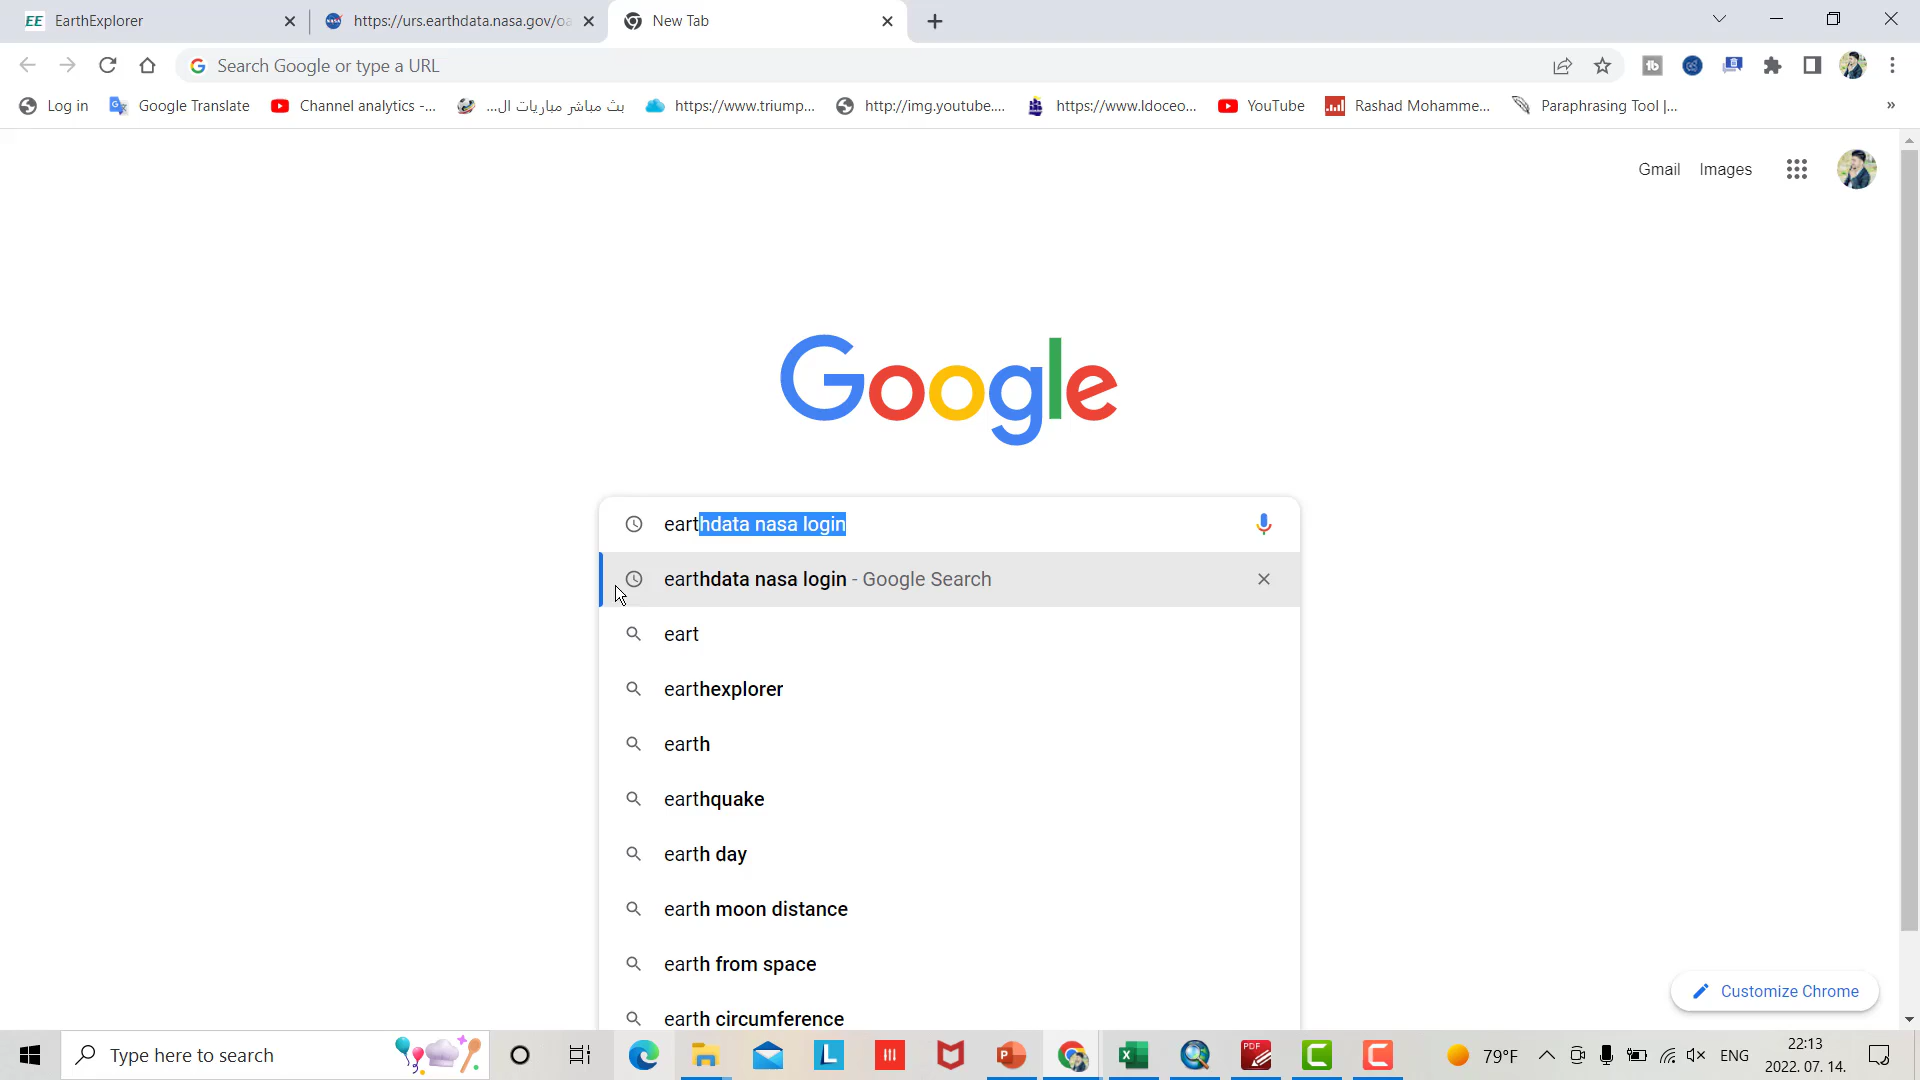 EE EarthExplorer
https://urs.earthdata.nasa.gov/oa
New Tab
Search Google or type a URL
Log in
Google Translate
Channel analytics -...
بث مباشر مباريات ال...
https://www.triump...
http://img.youtube....
https://www.ldoceo...
YouTube
Rashad Mohamme...
Paraphrasing Tool |...
»
Gmail
Images
Google
earthdata nasa login
earthdata nasa login - Google Search
eart
earthexplorer
earth
earthquake
earth day
earth moon distance
earth from space
earth circumference
Customize Chrome
Type here to search
79°F
ENG
22:13
2022. 07. 14.